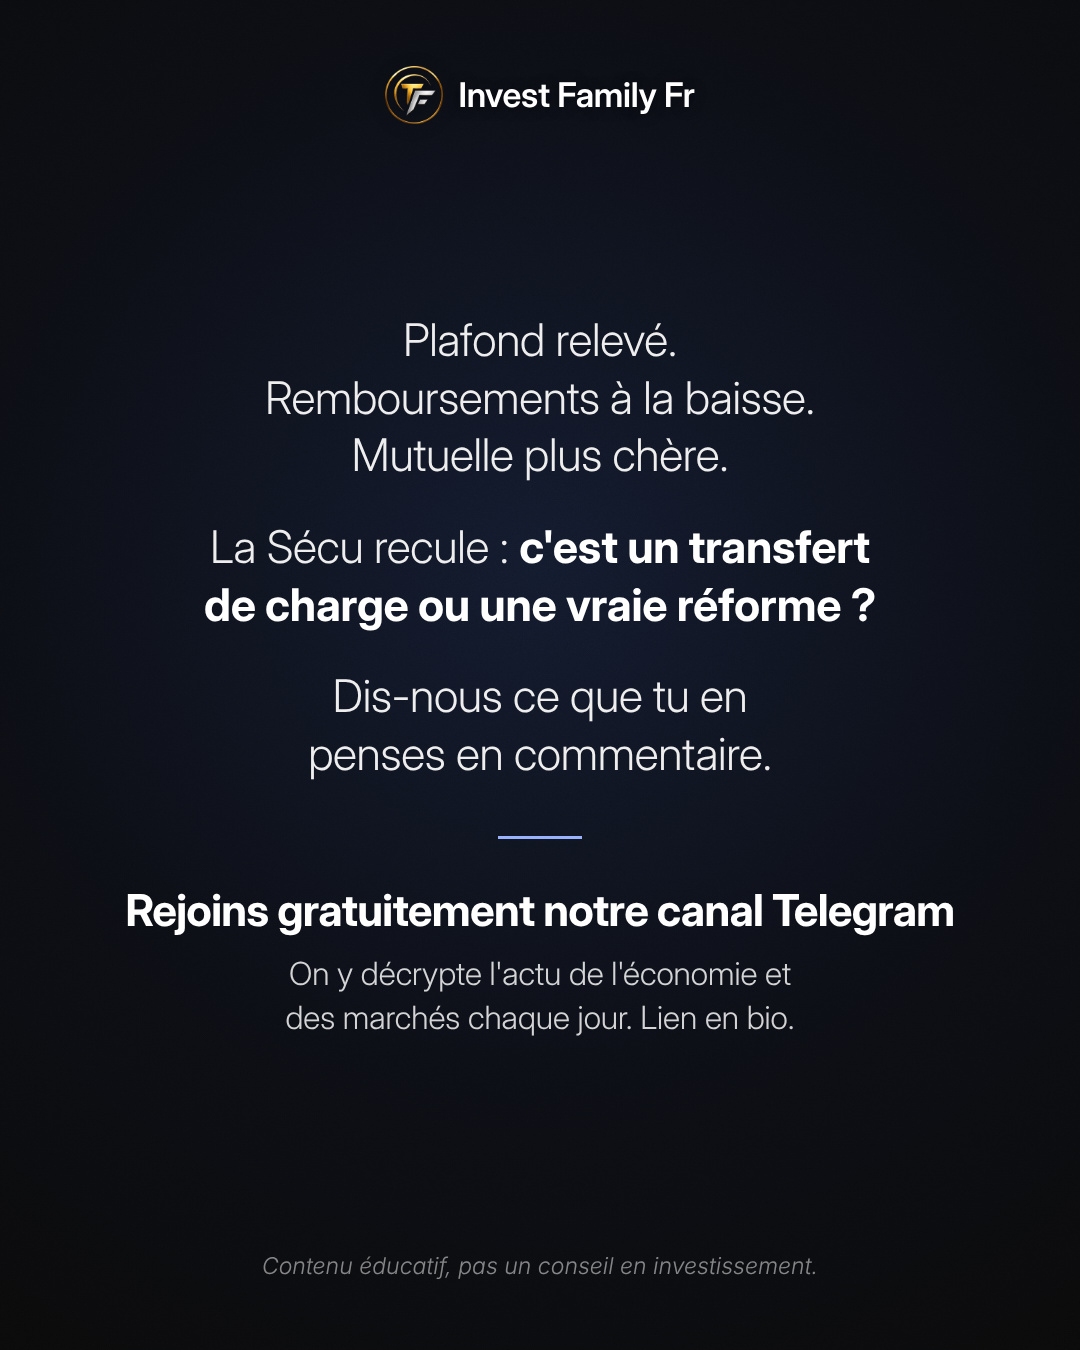 TF Invest Family Fr
Plafond relevé.
Remboursements à la baisse.
Mutuelle plus chère.
La Sécu recule : c'est un transfert
de charge ou une vraie réforme ?
Dis-nous ce que tu en
penses en commentaire.
Rejoins gratuitement notre canal Telegram
On y décrypte l'actu de l'économie et
des marchés chaque jour. Lien en bio.
Contenu éducatif, pas un conseil en investissement.